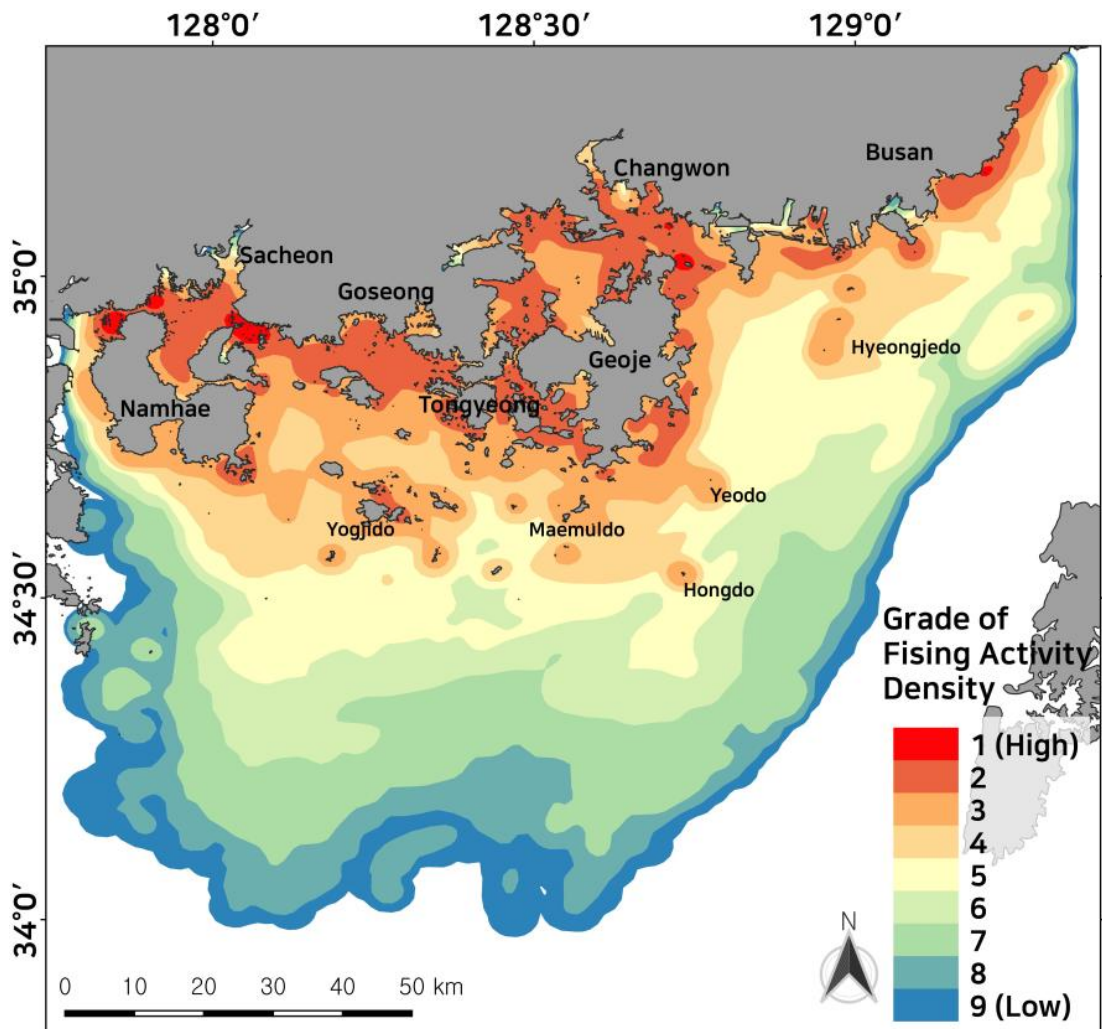 128°0′ 128°30′ 129°0′
Busan
Changwon
35°0′
Sacheon
Goseong
Geoje
Hyeongjedo
Namhae
Tongyeong
Yeodo
Yogjido
Maemuldo
34°30′
Hongdo
Grade of
Fising Activity
Density
1 (High)
2
3
4
5
6
7
8
9 (Low)
34°0′
N
0 10 20 30 40 50 km